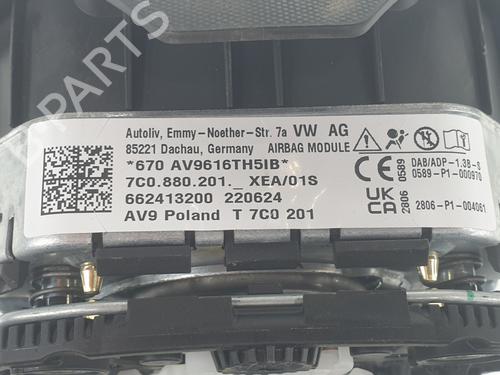 PARTS
Autoliv, Emmy-Noether-Str. 7a VW AG
85221 Dachau, Germany AIRBAG MODULE
*670 AV9616TH5IB*
7C0.880.201._ XEA/01S
662413200 220624
AV9 Poland T 7C0 201
CE 0589 DAB/ADP-1.3B-S
0589-P1-000970
UK CA 2806 2806-P1-004061